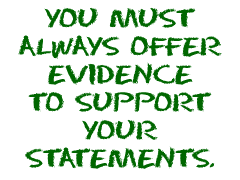 YOU MUST
ALWAYS OFFER
EVIDENCE
TO SUPPORT
YOUR
STATEMENTS.